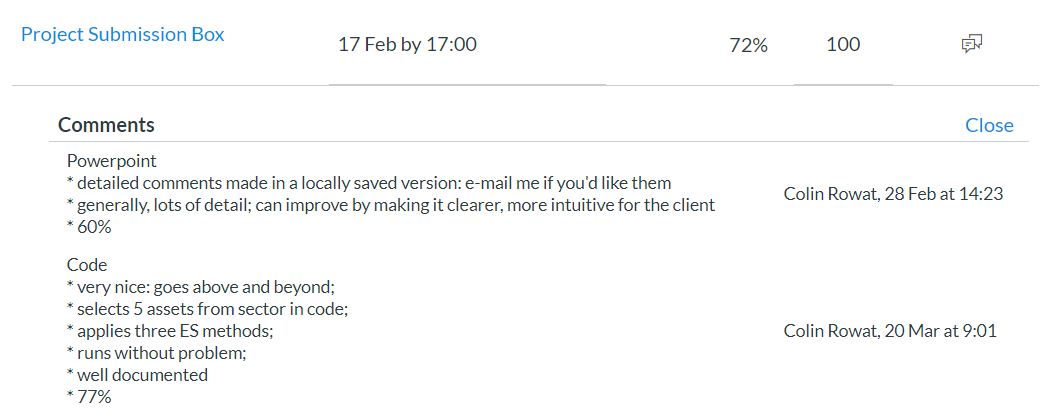 Project Submission Box
17 Feb by 17:00
72%
100
Comments
Close
Powerpoint
* detailed comments made in a locally saved version: e-mail me if you'd like them
* generally, lots of detail; can improve by making it clearer, more intuitive for the client
* 60%
Colin Rowat, 28 Feb at 14:23
Code
* very nice: goes above and beyond;
* selects 5 assets from sector in code;
* applies three ES methods;
* runs without problem;
* well documented
* 77%
Colin Rowat, 20 Mar at 9:01